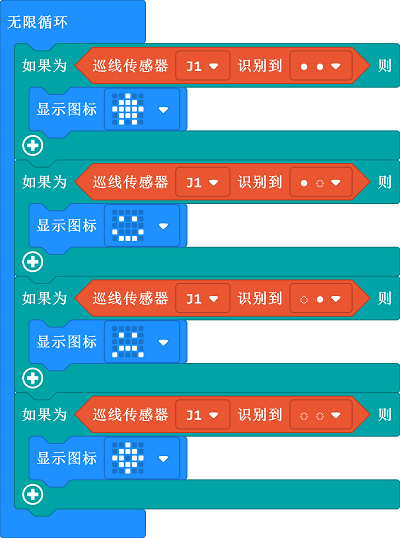 无限循环
如果为 巡线传感器 J1 识别到 ● ● 则
显示图标
如果为 巡线传感器 J1 识别到 ● ◌ 则
显示图标
如果为 巡线传感器 J1 识别到 ◌ ● 则
显示图标
如果为 巡线传感器 J1 识别到 ◌ ◌ 则
显示图标